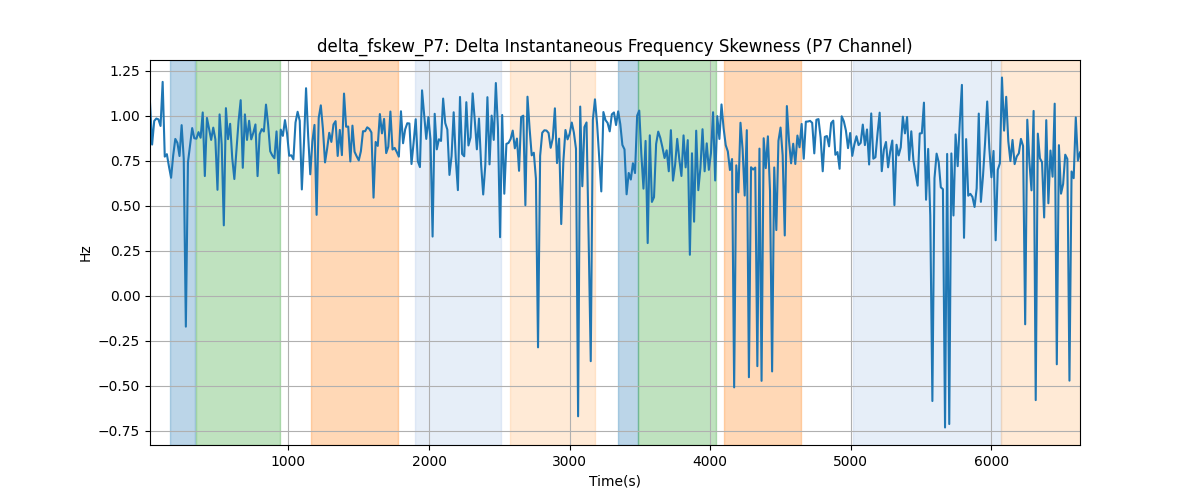 delta_fskew_P7: Delta Instantaneous Frequency Skewness (P7 Channel)
Hz
1.25
1.00
0.75
0.50
0.25
0.00
−0.25
−0.50
−0.75
1000 2000 3000 4000 5000 6000
Time(s)